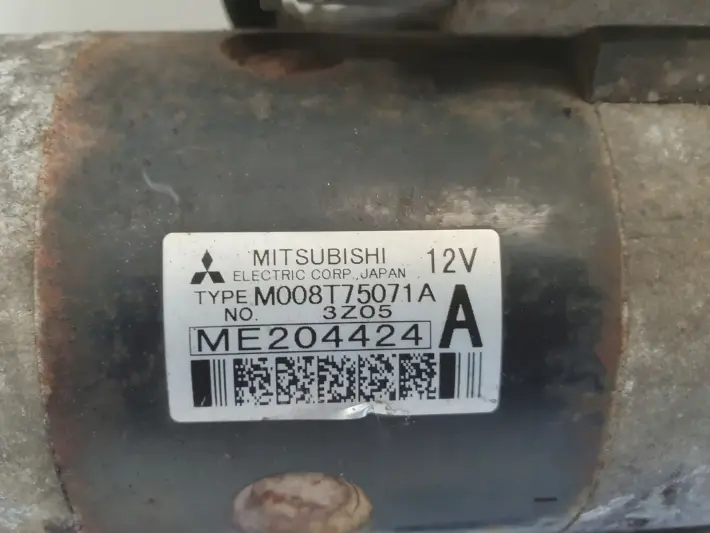 MITSUBISHI 12V
ELECTRIC CORP., JAPAN
TYPE M008T75071A
NO. 3Z05 A
ME204424